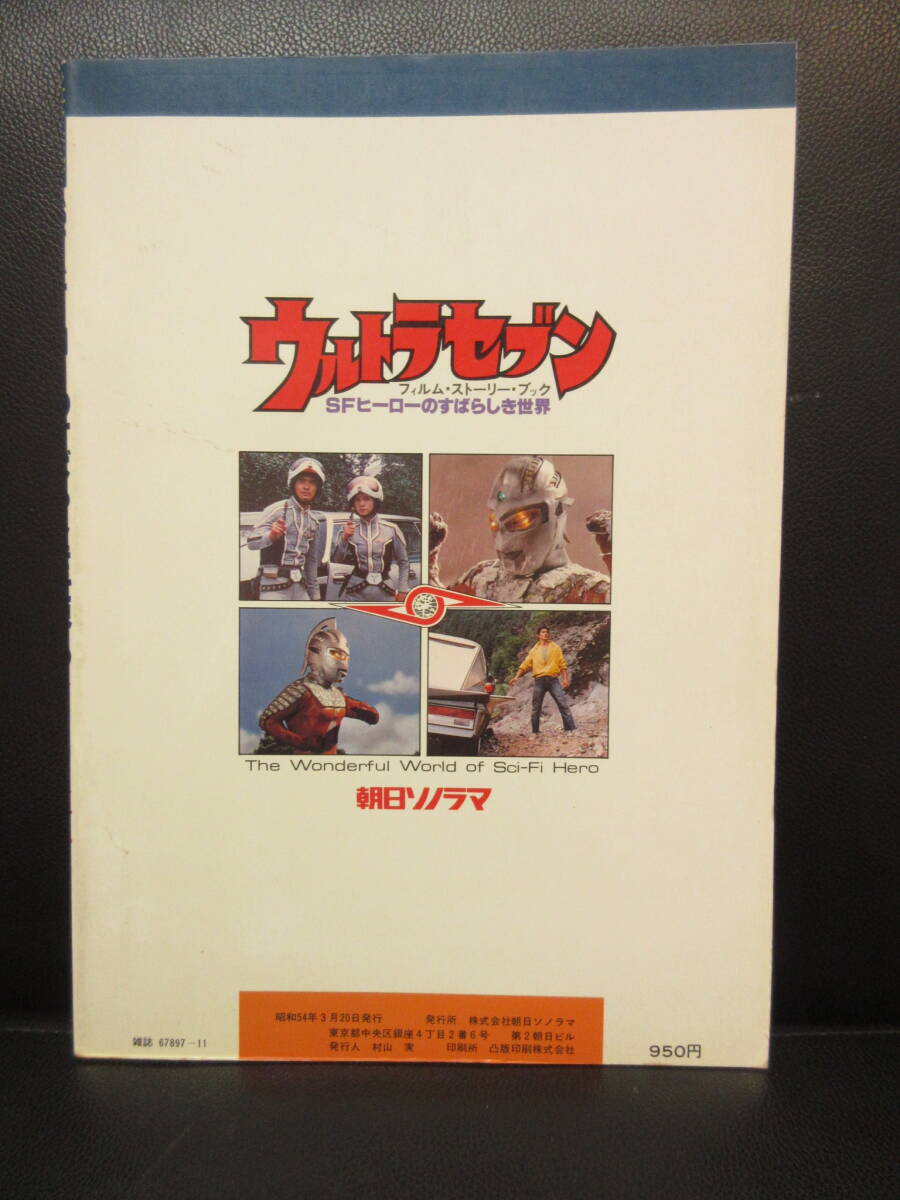 ウルトラセブン
フィルム・ストーリー・ブック
SFヒーローのすばらしき世界
The Wonderful World of Sci-Fi Hero
朝日ソノラマ
昭和54年3月20日発行 発行所 株式会社朝日ソノラマ
東京都中央区銀座4丁目2番6号 第2朝日ビル
発行人 村山 実 印刷所 凸版印刷株式会社
雑誌 67897-11
950円